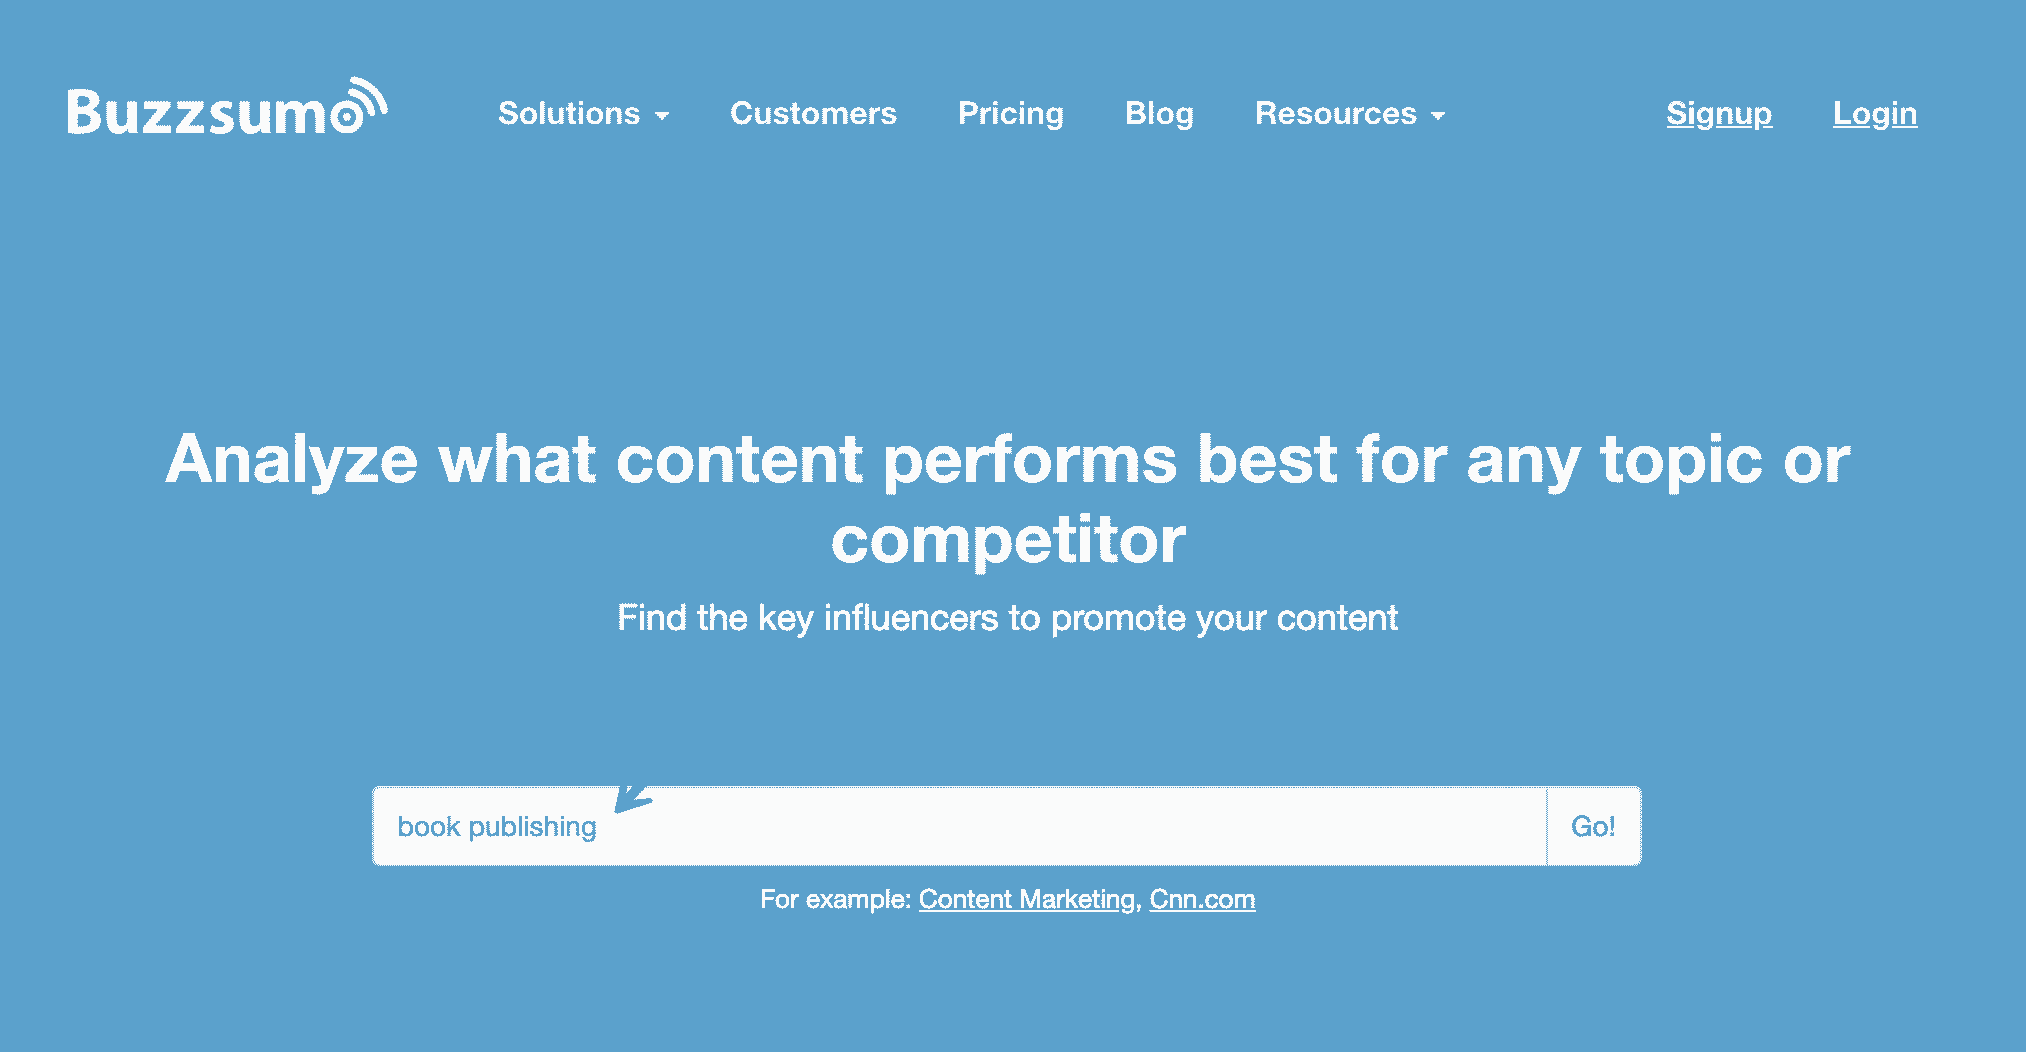 Buzzsumo Solutions Customers Pricing Blog Resources Signup Login
Analyze what content performs best for any topic or
competitor
Find the key influencers to promote your content
book publishing Go!
For example: Content Marketing, Cnn.com